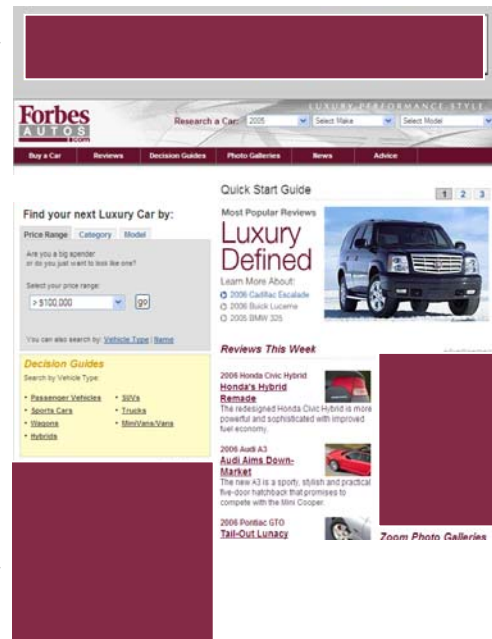 LUXURY PERFORMANCE STYLE
Forbes
AUTOS
Research a Car: 2005 Select Make Select Model
Buy a Car Reviews Decision Guides Photo Galleries News Advice
Quick Start Guide
1 2 3
Find your next Luxury Car by:
Price Range Category Model
Are you a big spender
or do you just want to look like one?
Select your price range:
> $100,000 go
You can also search by: Vehicle Type | Name
Decision Guides
Search by Vehicle Type:
• Passenger Vehicles • SUVs
• Sports Cars • Trucks
• Wagons • MiniVans/Vans
• Hybrids
Most Popular Reviews
Luxury
Defined
Learn More About:
2006 Cadillac Escalade
2006 Buick Lucerne
2005 BMW 325
Reviews This Week
2006 Honda Civic Hybrid
Honda's Hybrid
Remade
The redesigned Honda Civic Hybrid is more
powerful and sophisticated with improved
fuel economy.
2006 Audi A3
Audi Aims Down-
Market
The new A3 is a sporty, stylish and practical
five-door hatchback that promises to
compete with the Mini Cooper.
2006 Pontiac GTO
Tail-Out Lunacy
Zoom Photo Galleries